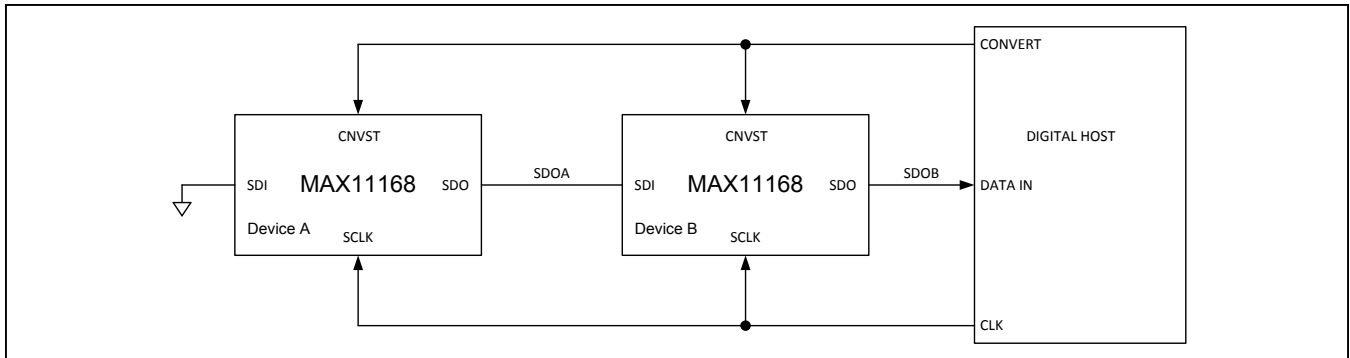 CONVERT
CNVST
CNVST
DIGITAL HOST
SDOA
SDOB
SDI MAX11168 SDO
SDI MAX11168 SDO
DATA IN
Device A
Device B
SCLK
SCLK
CLK